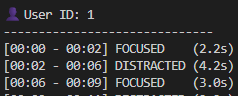 👤 User ID: 1
------------------------------
[00:00 - 00:02] FOCUSED    (2.2s)
[00:02 - 00:06] DISTRACTED (4.2s)
[00:06 - 00:09] FOCUSED    (3.0s)